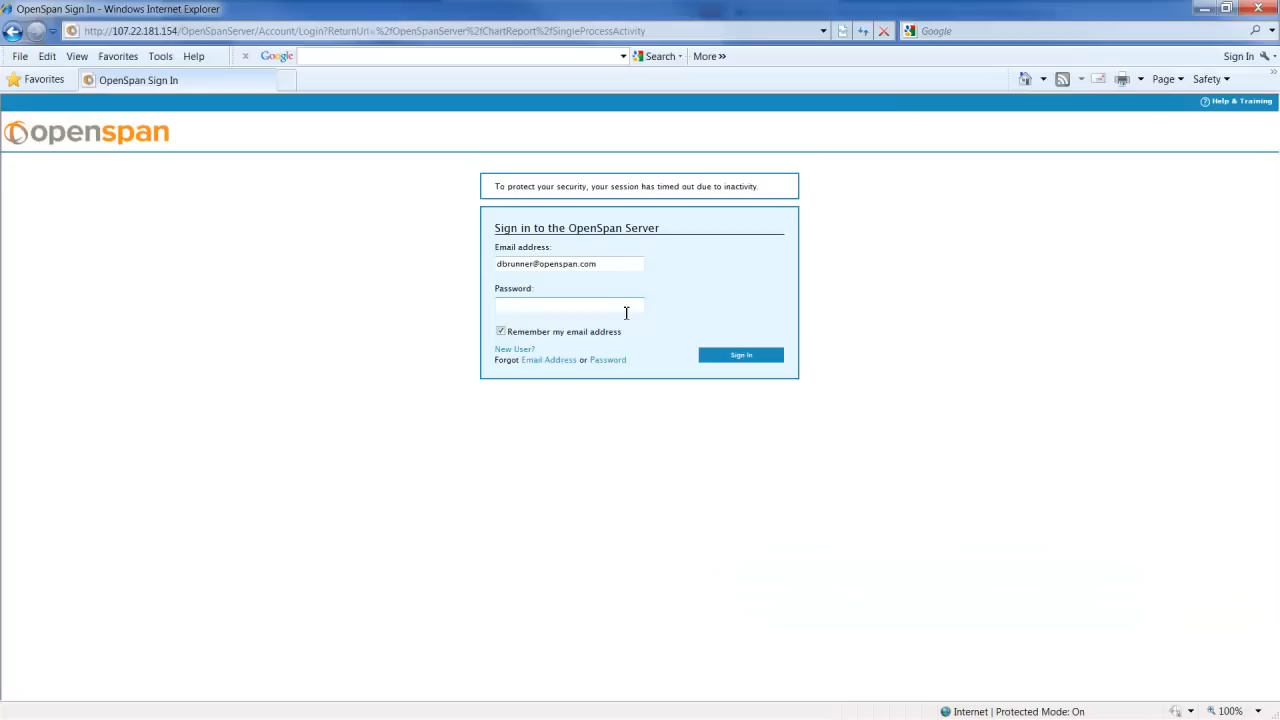 OpenSpan Sign In - Windows Internet Explorer
http://107.22.181.154/OpenSpanServer/Account/Login?ReturnUrl=%2fOpenSpanServer%2fChartReport%2fSingleProcessActivity
Google
File Edit View Favorites Tools Help
x Google Search More »
Sign In
Favorites OpenSpan Sign In
Page Safety »
? Help & Training
openspan
To protect your security, your session has timed out due to inactivity.
Sign in to the OpenSpan Server
Email address:
dbrunner@openspan.com
Password:
Remember my email address
New User?
Forgot Email Address or Password
Sign In
Internet | Protected Mode: On
100%